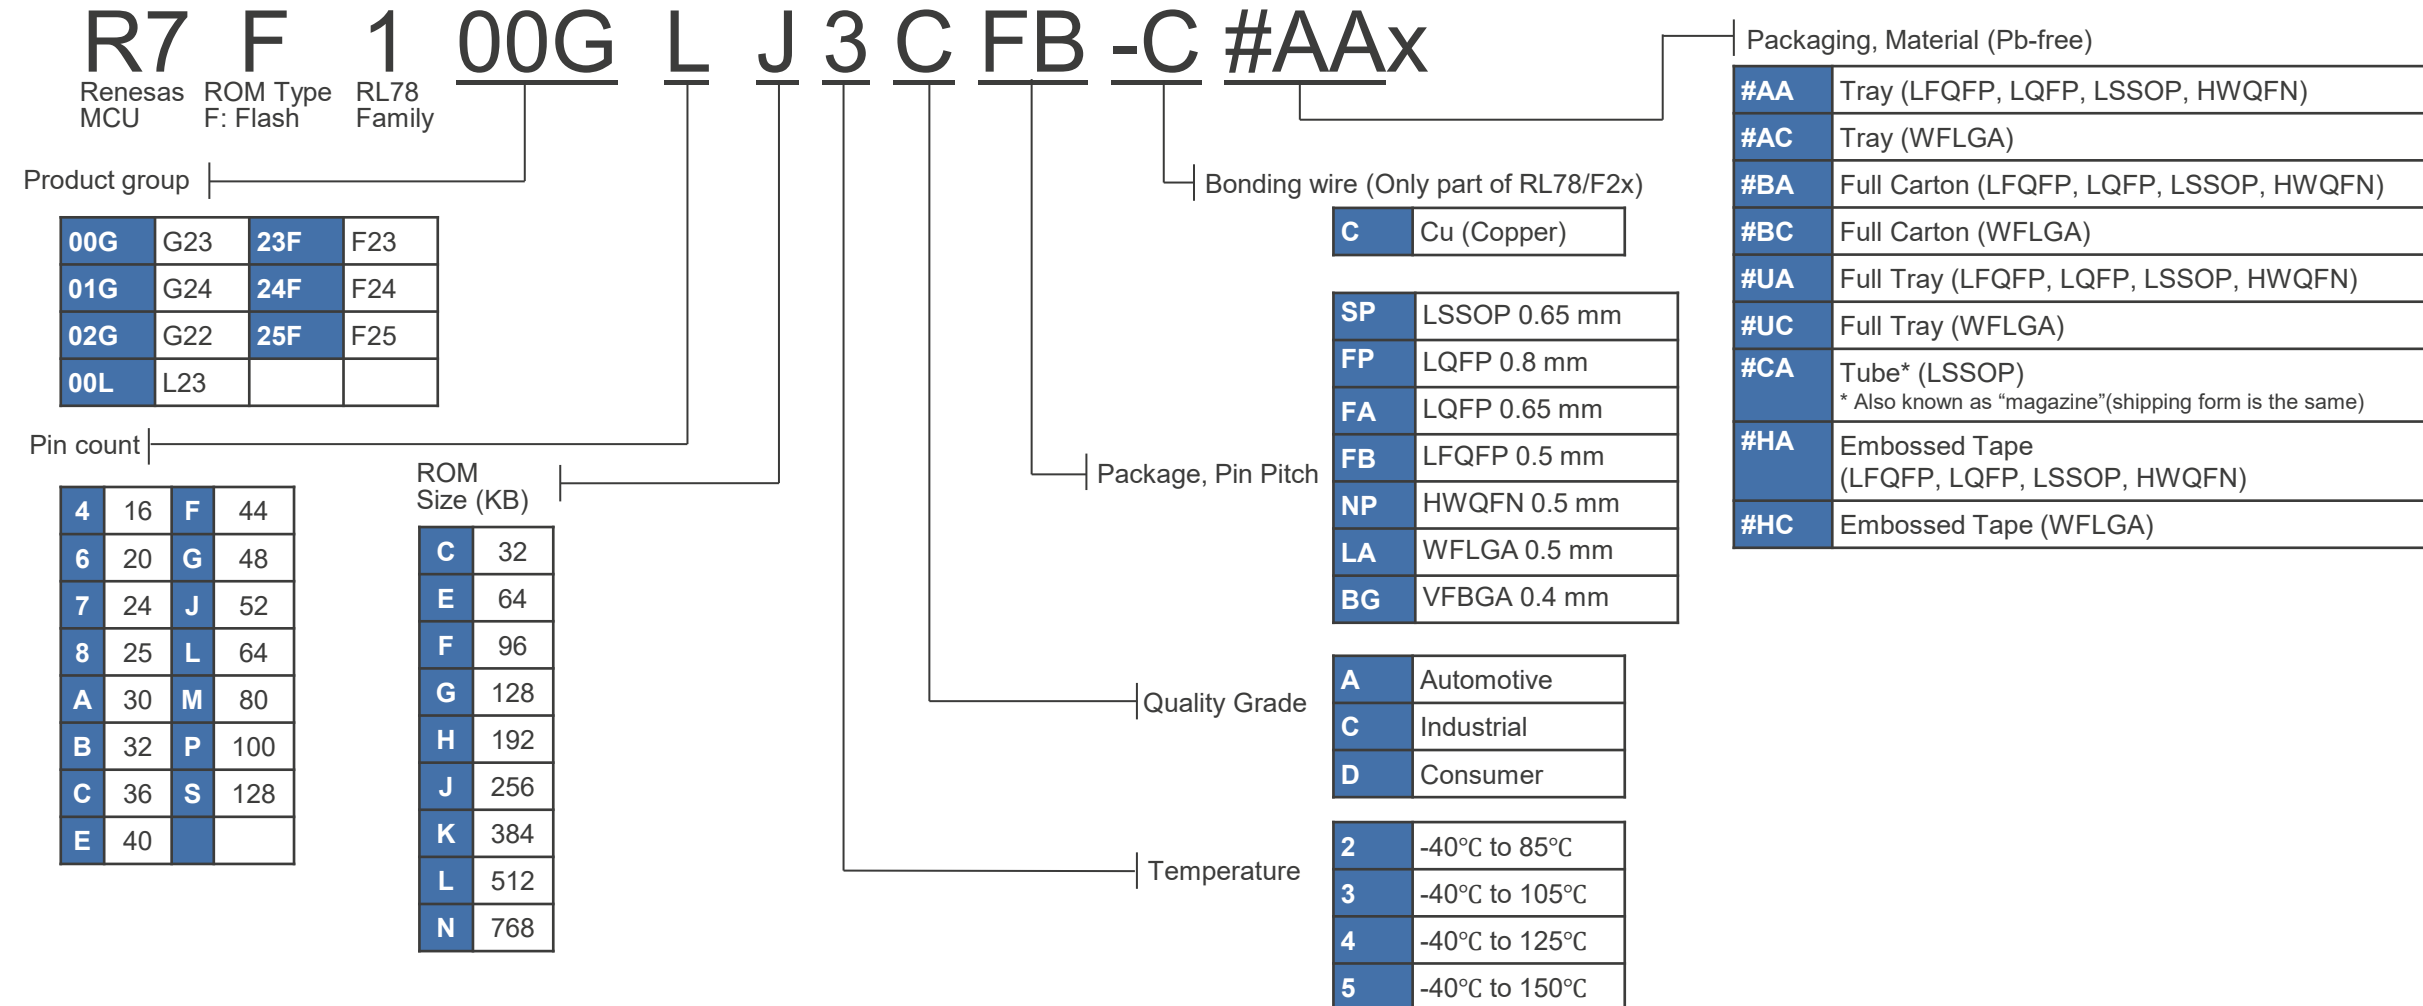 R7 F 1 00G L J 3 C FB -C #AAx
Renesas MCU
ROM Type F: Flash
RL78 Family
Product group
00G G23 23F F23
01G G24 24F F24
02G G22 25F F25
00L L23
Pin count
4 16 F 44
6 20 G 48
7 24 J 52
8 25 L 64
A 30 M 80
B 32 P 100
C 36 S 128
E 40
ROM
Size (KB)
C 32
E 64
F 96
G 128
H 192
J 256
K 384
L 512
N 768
Bonding wire (Only part of RL78/F2x)
C Cu (Copper)
Package, Pin Pitch
SP LSSOP 0.65 mm
FP LQFP 0.8 mm
FA LQFP 0.65 mm
FB LFQFP 0.5 mm
NP HWQFN 0.5 mm
LA WFLGA 0.5 mm
BG VFBGA 0.4 mm
Quality Grade
A Automotive
C Industrial
D Consumer
Temperature
2 -40℃ to 85℃
3 -40℃ to 105℃
4 -40℃ to 125℃
5 -40℃ to 150℃
Packaging, Material (Pb-free)
#AA Tray (LFQFP, LQFP, LSSOP, HWQFN)
#AC Tray (WFLGA)
#BA Full Carton (LFQFP, LQFP, LSSOP, HWQFN)
#BC Full Carton (WFLGA)
#UA Full Tray (LFQFP, LQFP, LSSOP, HWQFN)
#UC Full Tray (WFLGA)
#CA Tube* (LSSOP)
* Also known as “magazine”(shipping form is the same)
#HA Embossed Tape
(LFQFP, LQFP, LSSOP, HWQFN)
#HC Embossed Tape (WFLGA)